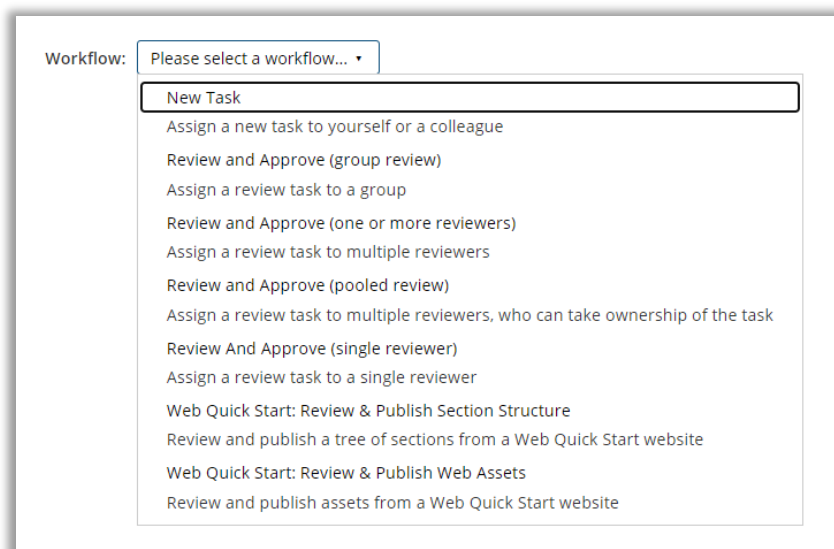 Workflow: Please select a workflow...
New Task
Assign a new task to yourself or a colleague
Review and Approve (group review)
Assign a review task to a group
Review and Approve (one or more reviewers)
Assign a review task to multiple reviewers
Review and Approve (pooled review)
Assign a review task to multiple reviewers, who can take ownership of the task
Review And Approve (single reviewer)
Assign a review task to a single reviewer
Web Quick Start: Review & Publish Section Structure
Review and publish a tree of sections from a Web Quick Start website
Web Quick Start: Review & Publish Web Assets
Review and publish assets from a Web Quick Start website